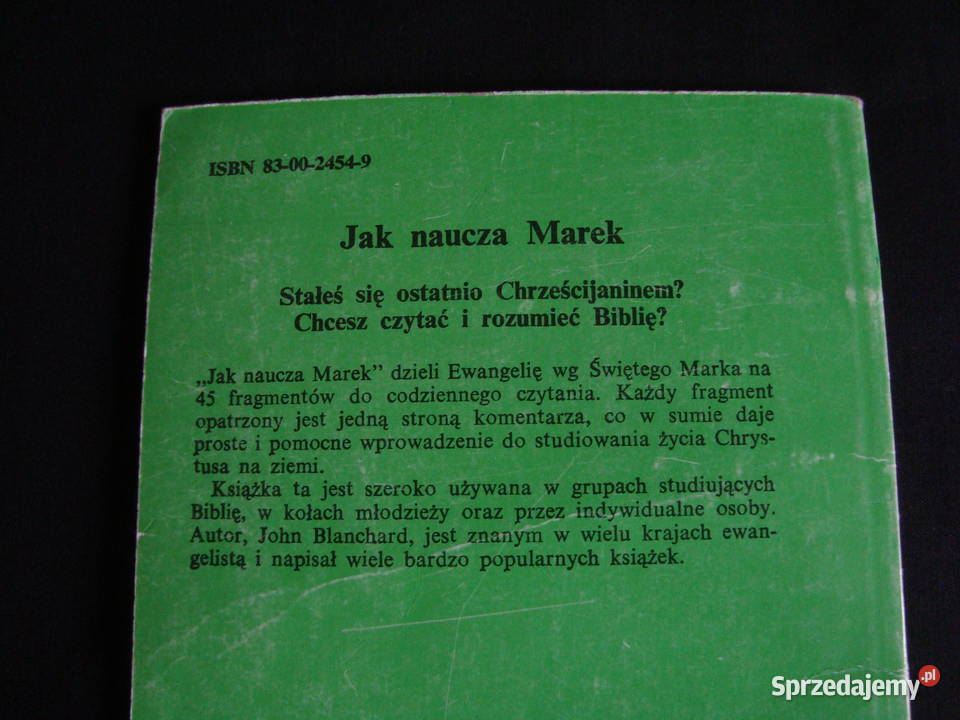 ISBN 83-00-2454-9
Jak naucza Marek
Stałeś się ostatnio Chrześcijaninem?
Chcesz czytać i rozumieć Biblię?
„Jak naucza Marek” dzieli Ewangelię wg Świętego Marka na
45 fragmentów do codziennego czytania. Każdy fragment
opatrzony jest jedną stroną komentarza, co w sumie daje
proste i pomocne wprowadzenie do studiowania życia Chrys-
tusa na ziemi.
Książka ta jest szeroko używana w grupach studiujących
Biblię, w kołach młodzieży oraz przez indywidualne osoby.
Autor, John Blanchard, jest znanym w wielu krajach ewan-
gelistą i napisał wiele bardzo popularnych książek.
Sprzedajemy.pl